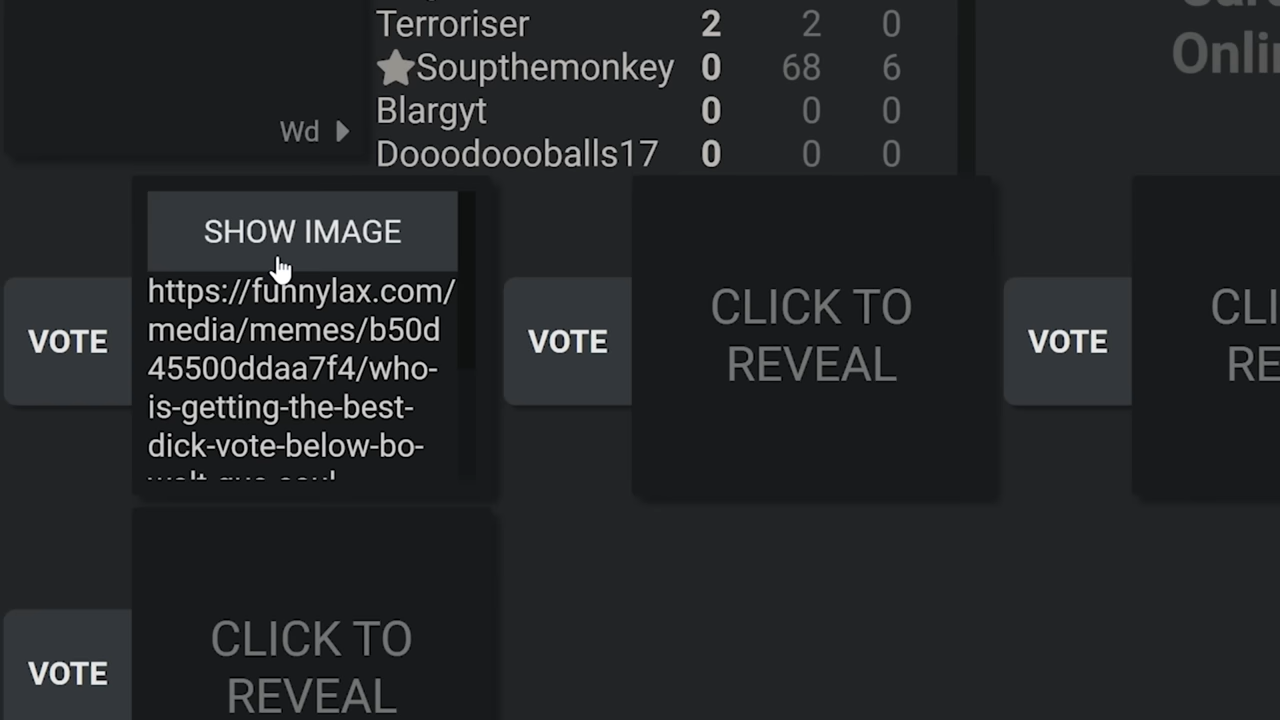 Terroriser 2 2 0
Soupthemonkey 0 68 6
Blargyt 0 0 0
Dooodoooballs17 0 0 0
Wd
SHOW IMAGE
https://funnylax.com/
media/memes/b50d
45500ddaa7f4/who-
is-getting-the-best-
dick-vote-below-bo-
VOTE
VOTE
CLICK TO
REVEAL
VOTE
VOTE
CLICK TO
REVEAL